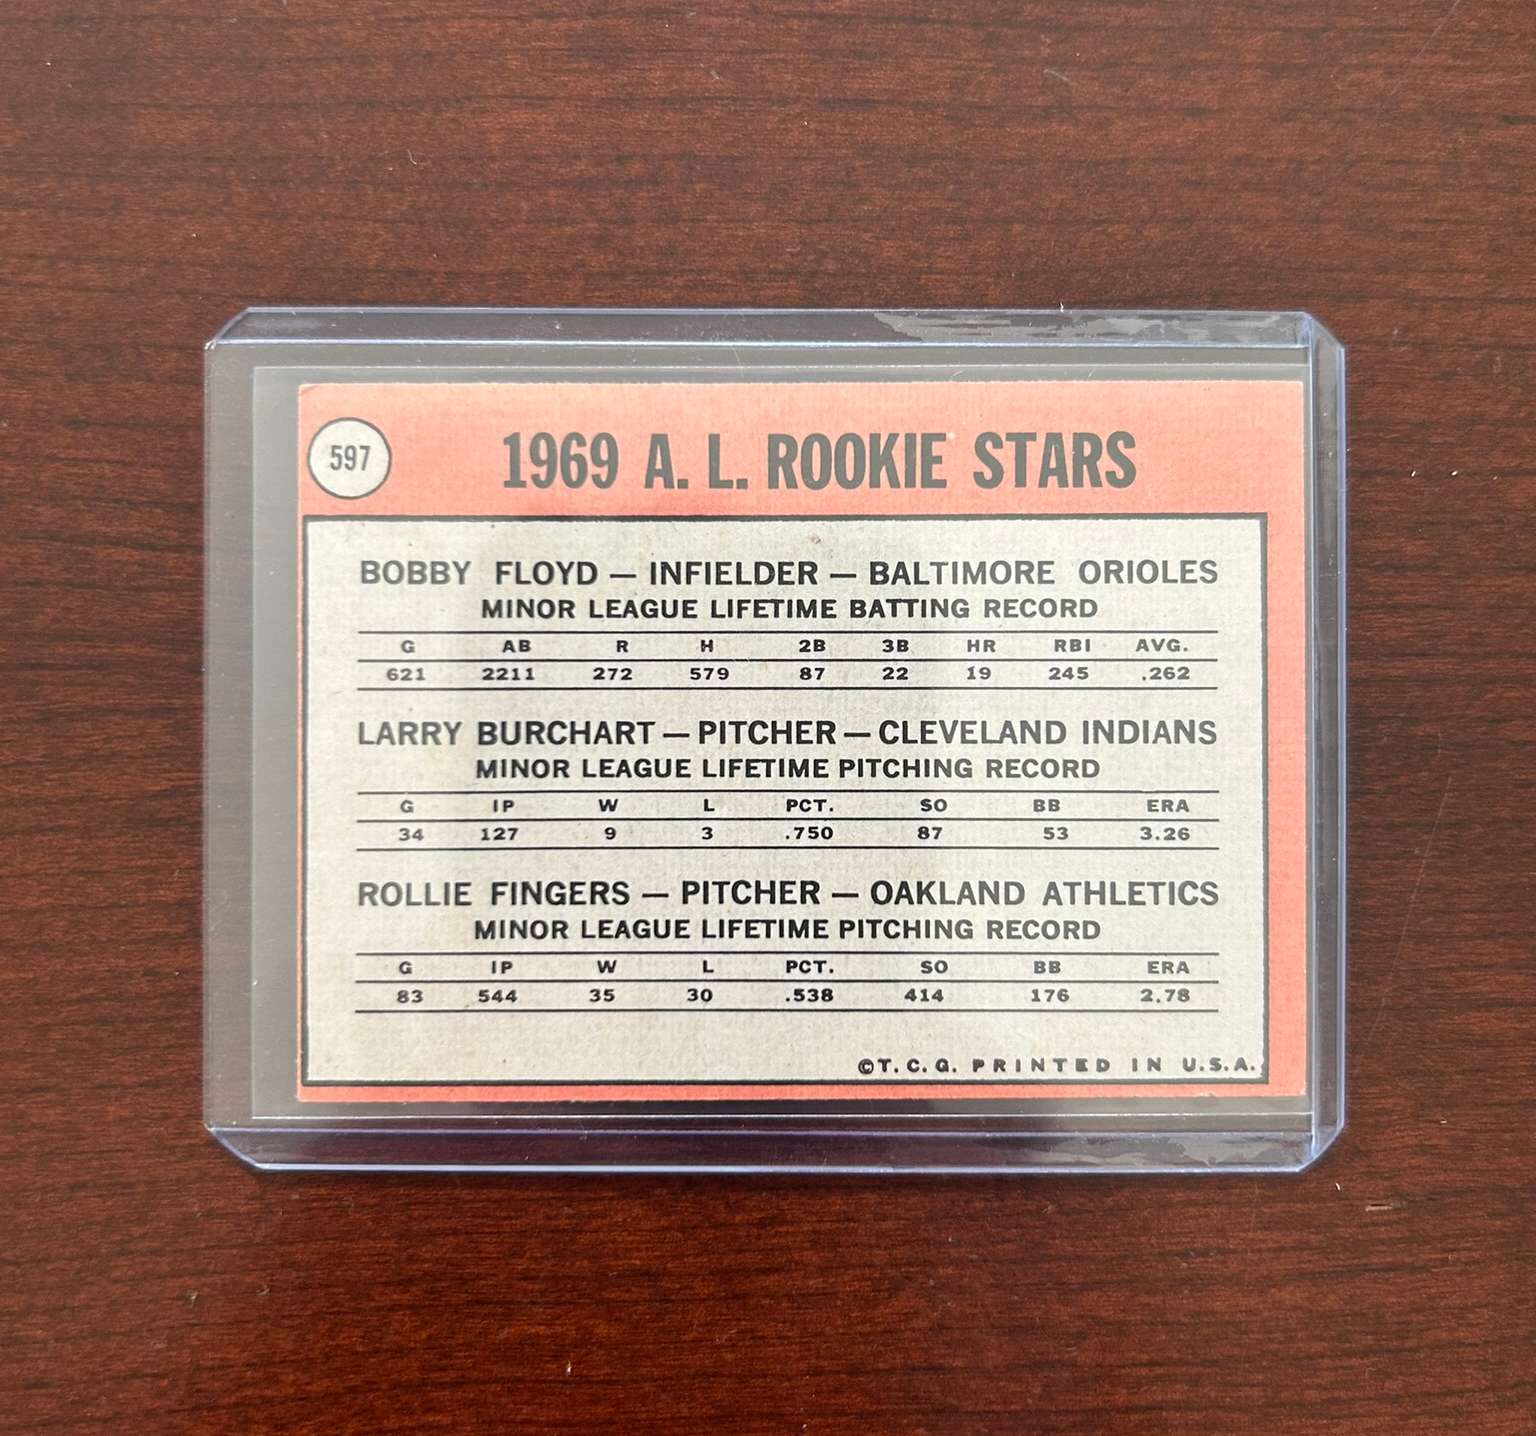 597
1969 A. L. ROOKIE STARS
BOBBY FLOYD — INFIELDER — BALTIMORE ORIOLES
MINOR LEAGUE LIFETIME BATTING RECORD
G AB R H 2B 3B HR RBI AVG.
621 2211 272 579 87 22 19 245 .262
LARRY BURCHART — PITCHER — CLEVELAND INDIANS
MINOR LEAGUE LIFETIME PITCHING RECORD
G IP W L PCT. SO BB ERA
34 127 9 3 .750 87 53 3.26
ROLLIE FINGERS — PITCHER — OAKLAND ATHLETICS
MINOR LEAGUE LIFETIME PITCHING RECORD
G IP W L PCT. SO BB ERA
83 544 35 30 .538 414 176 2.78
©T. C. G. PRINTED IN U.S.A.